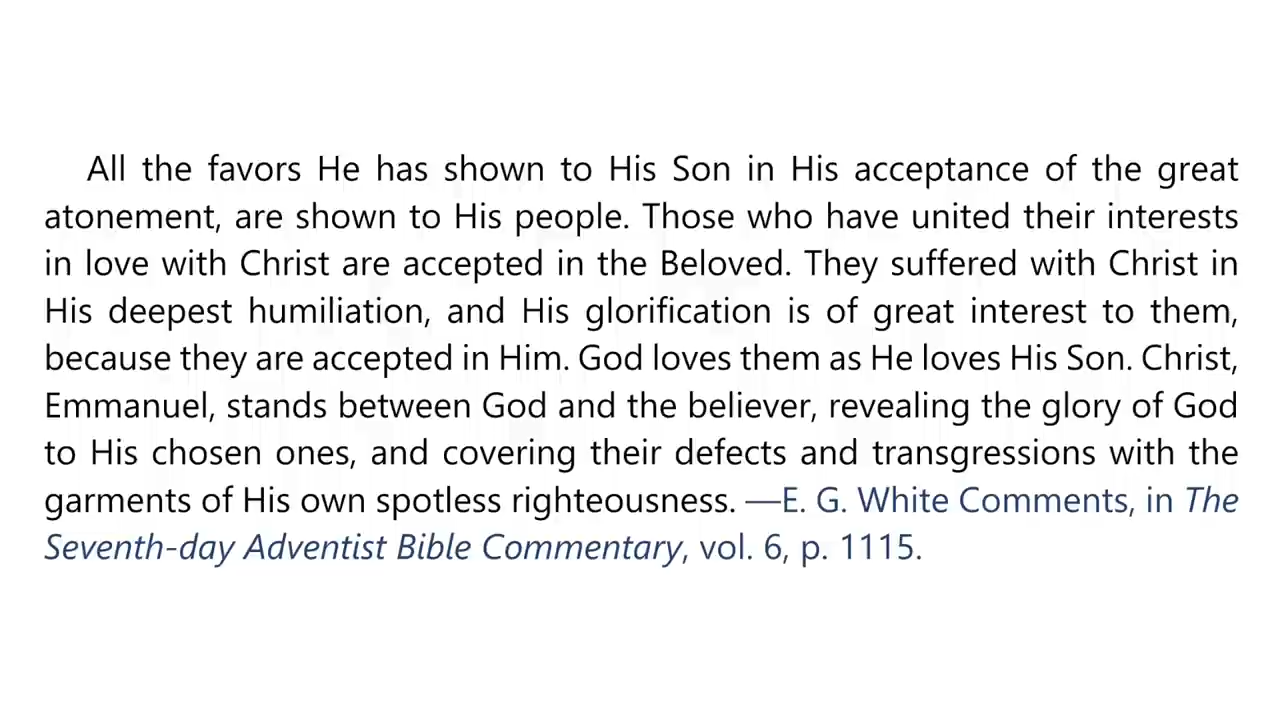 All the favors He has shown to His Son in His acceptance of the great
atonement, are shown to His people. Those who have united their interests
in love with Christ are accepted in the Beloved. They suffered with Christ in
His deepest humiliation, and His glorification is of great interest to them,
because they are accepted in Him. God loves them as He loves His Son. Christ,
Emmanuel, stands between God and the believer, revealing the glory of God
to His chosen ones, and covering their defects and transgressions with the
garments of His own spotless righteousness. —E. G. White Comments, in The
Seventh-day Adventist Bible Commentary, vol. 6, p. 1115.